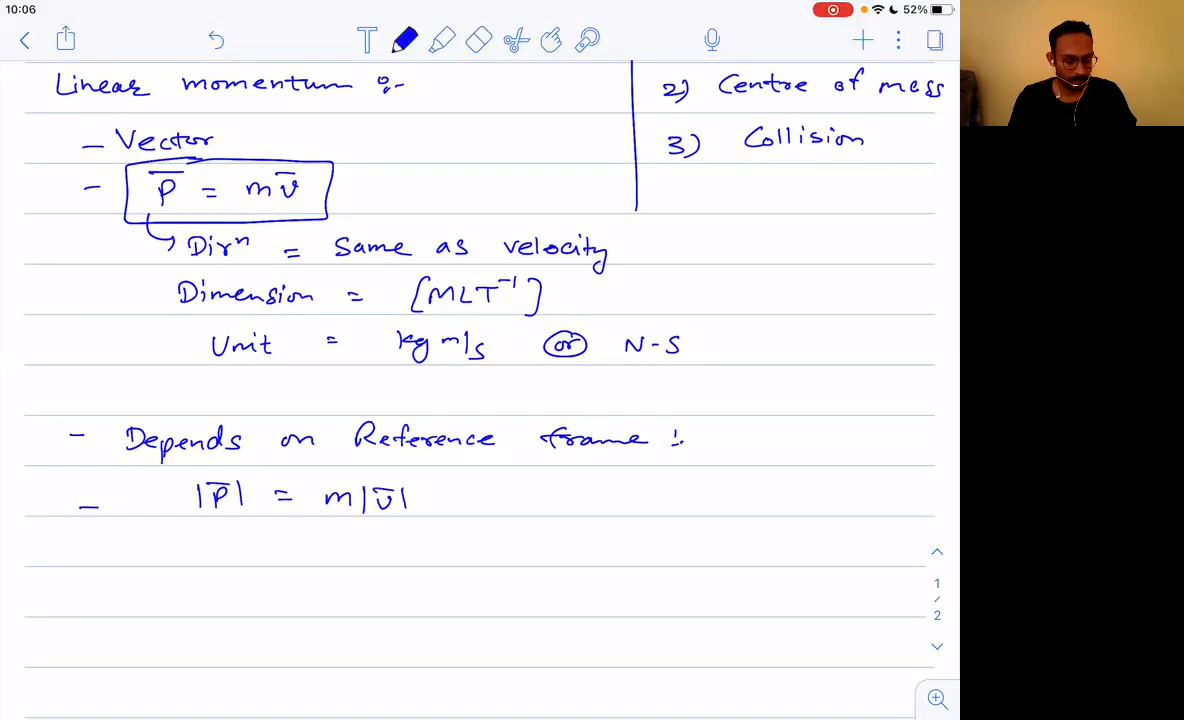 10:06
52%
T
Linear momentum :-
2) Centre of mass
- Vector
3) Collision
- P̅ = mv̅
Dirⁿ = Same as velocity
Dimension = [MLT⁻¹]
Unit = kg m/s or N-S
- Depends on Reference frame :
- |P̅| = m|v̅|
1
/
2